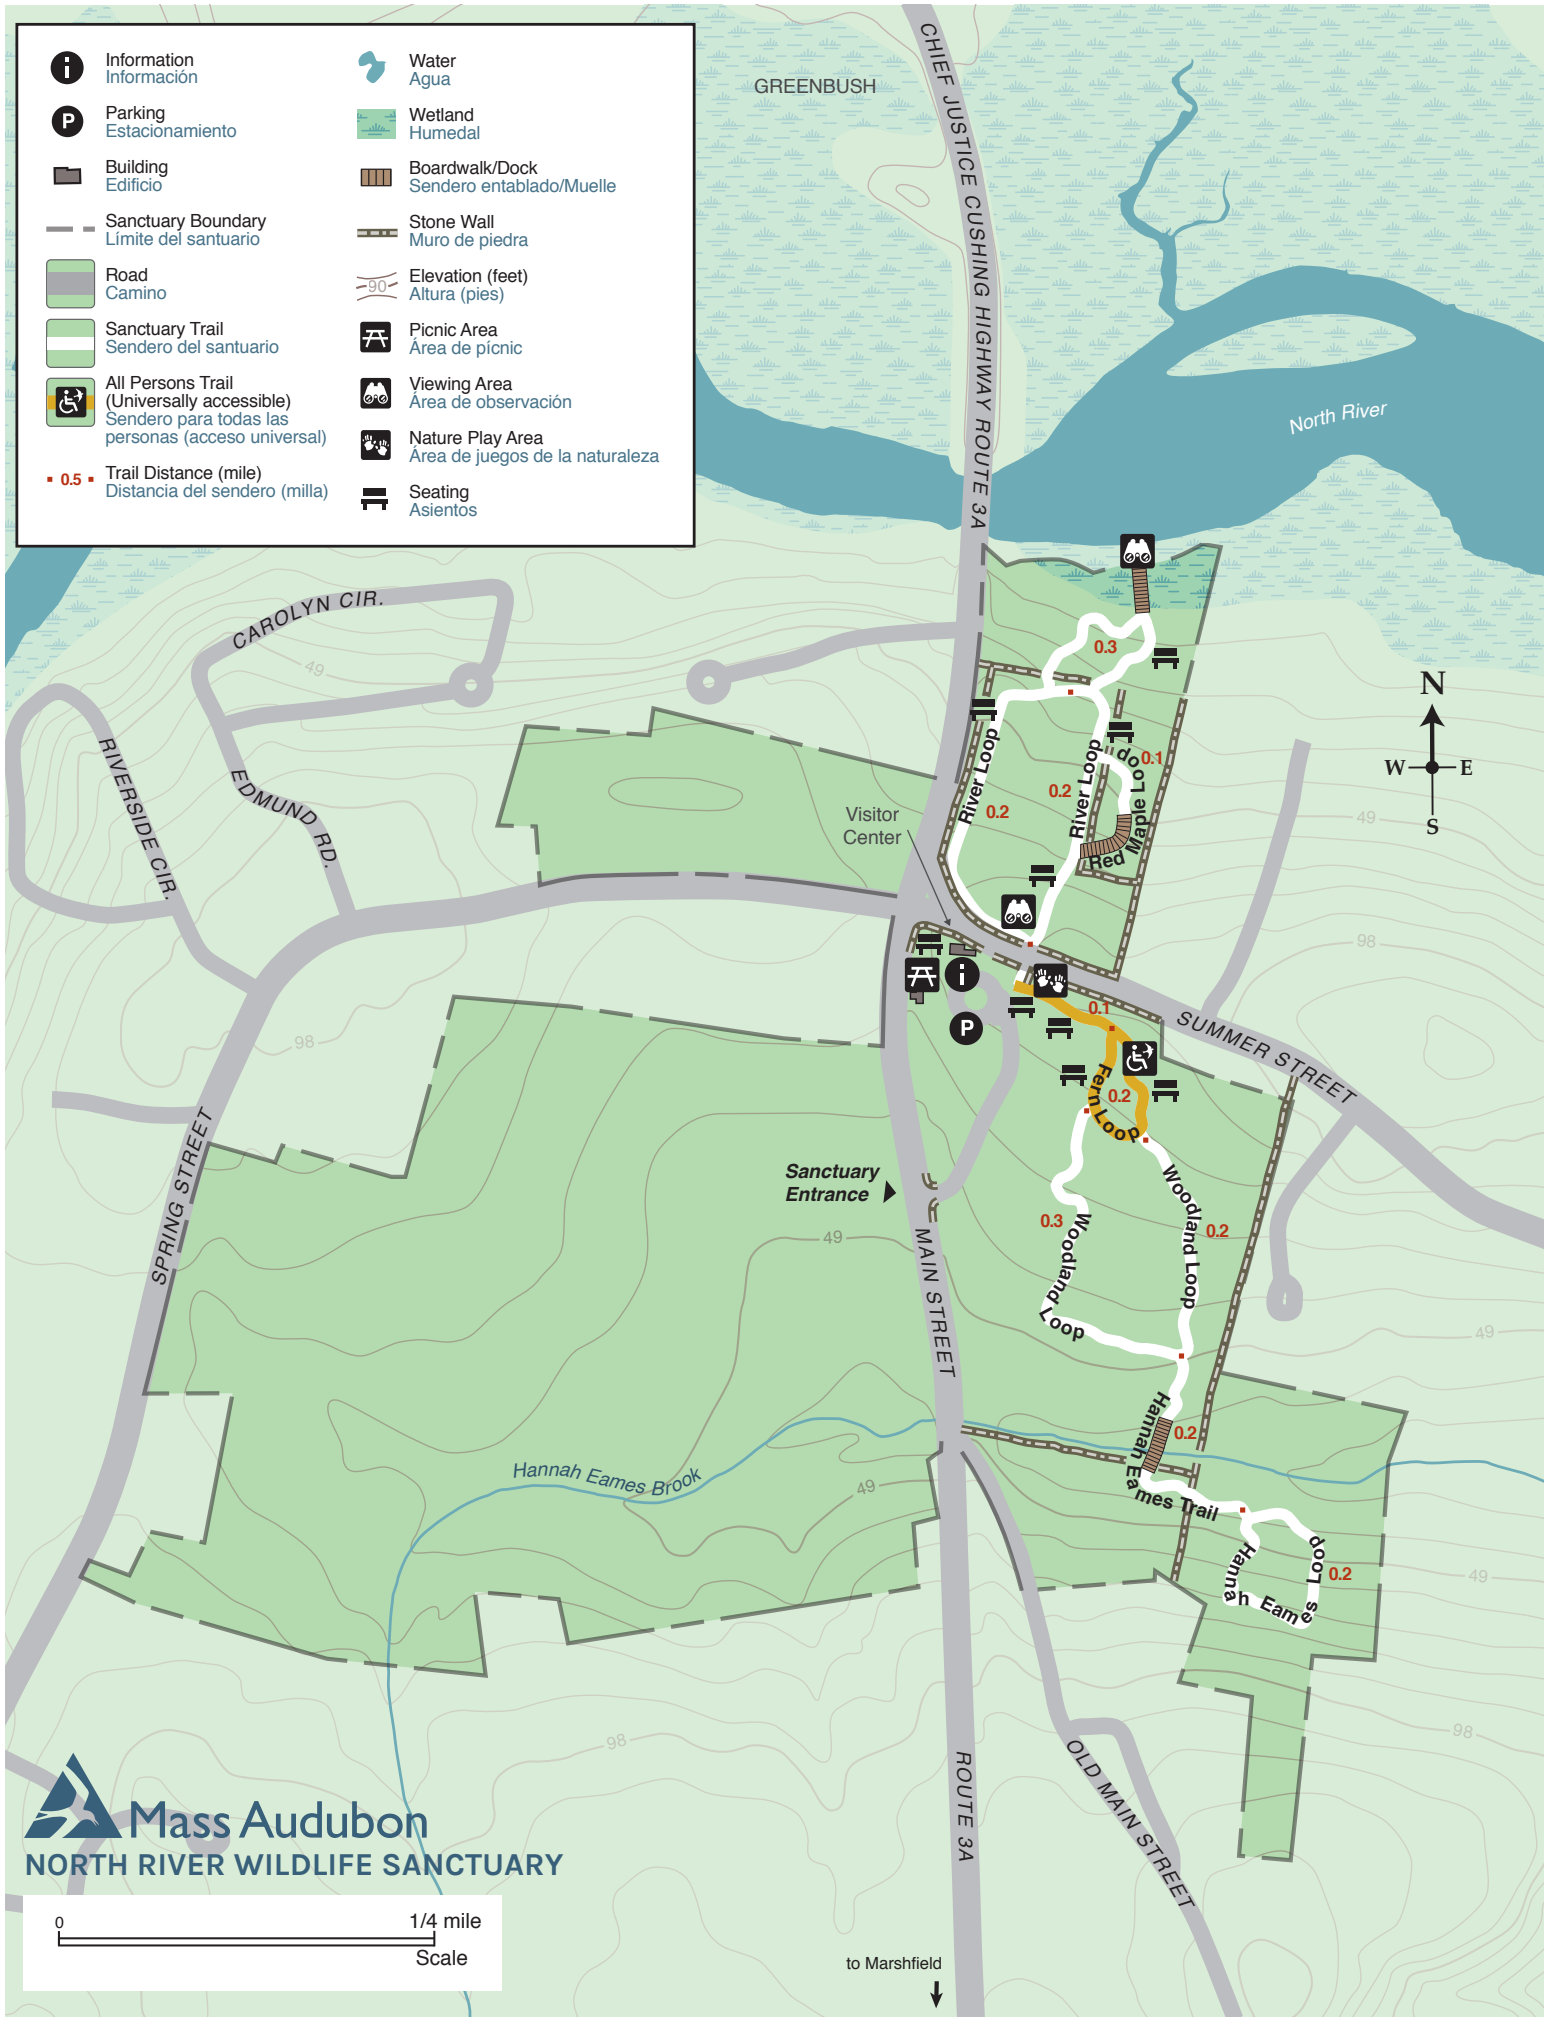 Information
Información
Parking
Estacionamiento
Building
Edificio
Sanctuary Boundary
Límite del santuario
Road
Camino
Sanctuary Trail
Sendero del santuario
All Persons Trail
(Universally accessible)
Sendero para todas las
personas (acceso universal)
0.5
Trail Distance (mile)
Distancia del sendero (milla)
Water
Agua
Wetland
Humedal
Boardwalk/Dock
Sendero entablado/Muelle
Stone Wall
Muro de piedra
90
Elevation (feet)
Altura (pies)
Picnic Area
Área de pícnic
Viewing Area
Área de observación
Nature Play Area
Área de juegos de la naturaleza
Seating
Asientos
P
GREENBUSH
CHIEF JUSTICE CUSHING HIGHWAY ROUTE 3A
North River
CAROLYN CIR.
49
RIVERSIDE CIR.
EDMUND RD.
0.3
N
W E
S
River Loop
0.2
River Loop
0.2
0.1
Red Maple Loop
Visitor
Center
49
98
98
P
0.1
SUMMER STREET
Fern Loop
0.2
SPRING STREET
Sanctuary
Entrance
Woodland Loop
0.2
0.3
Woodland
Loop
49
MAIN STREET
49
Hannah Eames Trail
0.2
Hannah Eames Brook
49
Hannah Eames Loop
0.2
49
98
98
ROUTE 3A
OLD MAIN STREET
Mass Audubon
NORTH RIVER WILDLIFE SANCTUARY
0 1/4 mile
Scale
to Marshfield